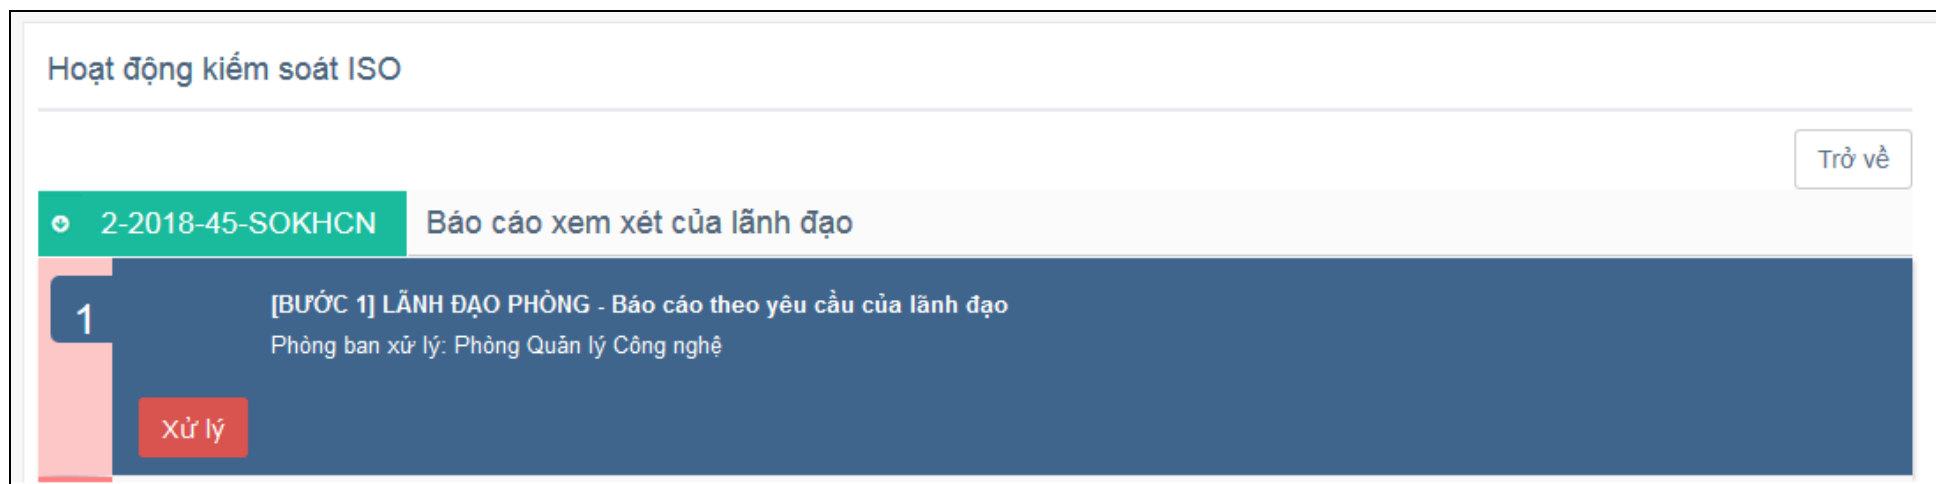 Hoạt động kiểm soát ISO
Trở về
2-2018-45-SOKHCN Báo cáo xem xét của lãnh đạo
1
[BƯỚC 1] LÃNH ĐẠO PHÒNG - Báo cáo theo yêu cầu của lãnh đạo
Phòng ban xử lý: Phòng Quản lý Công nghệ
Xử lý